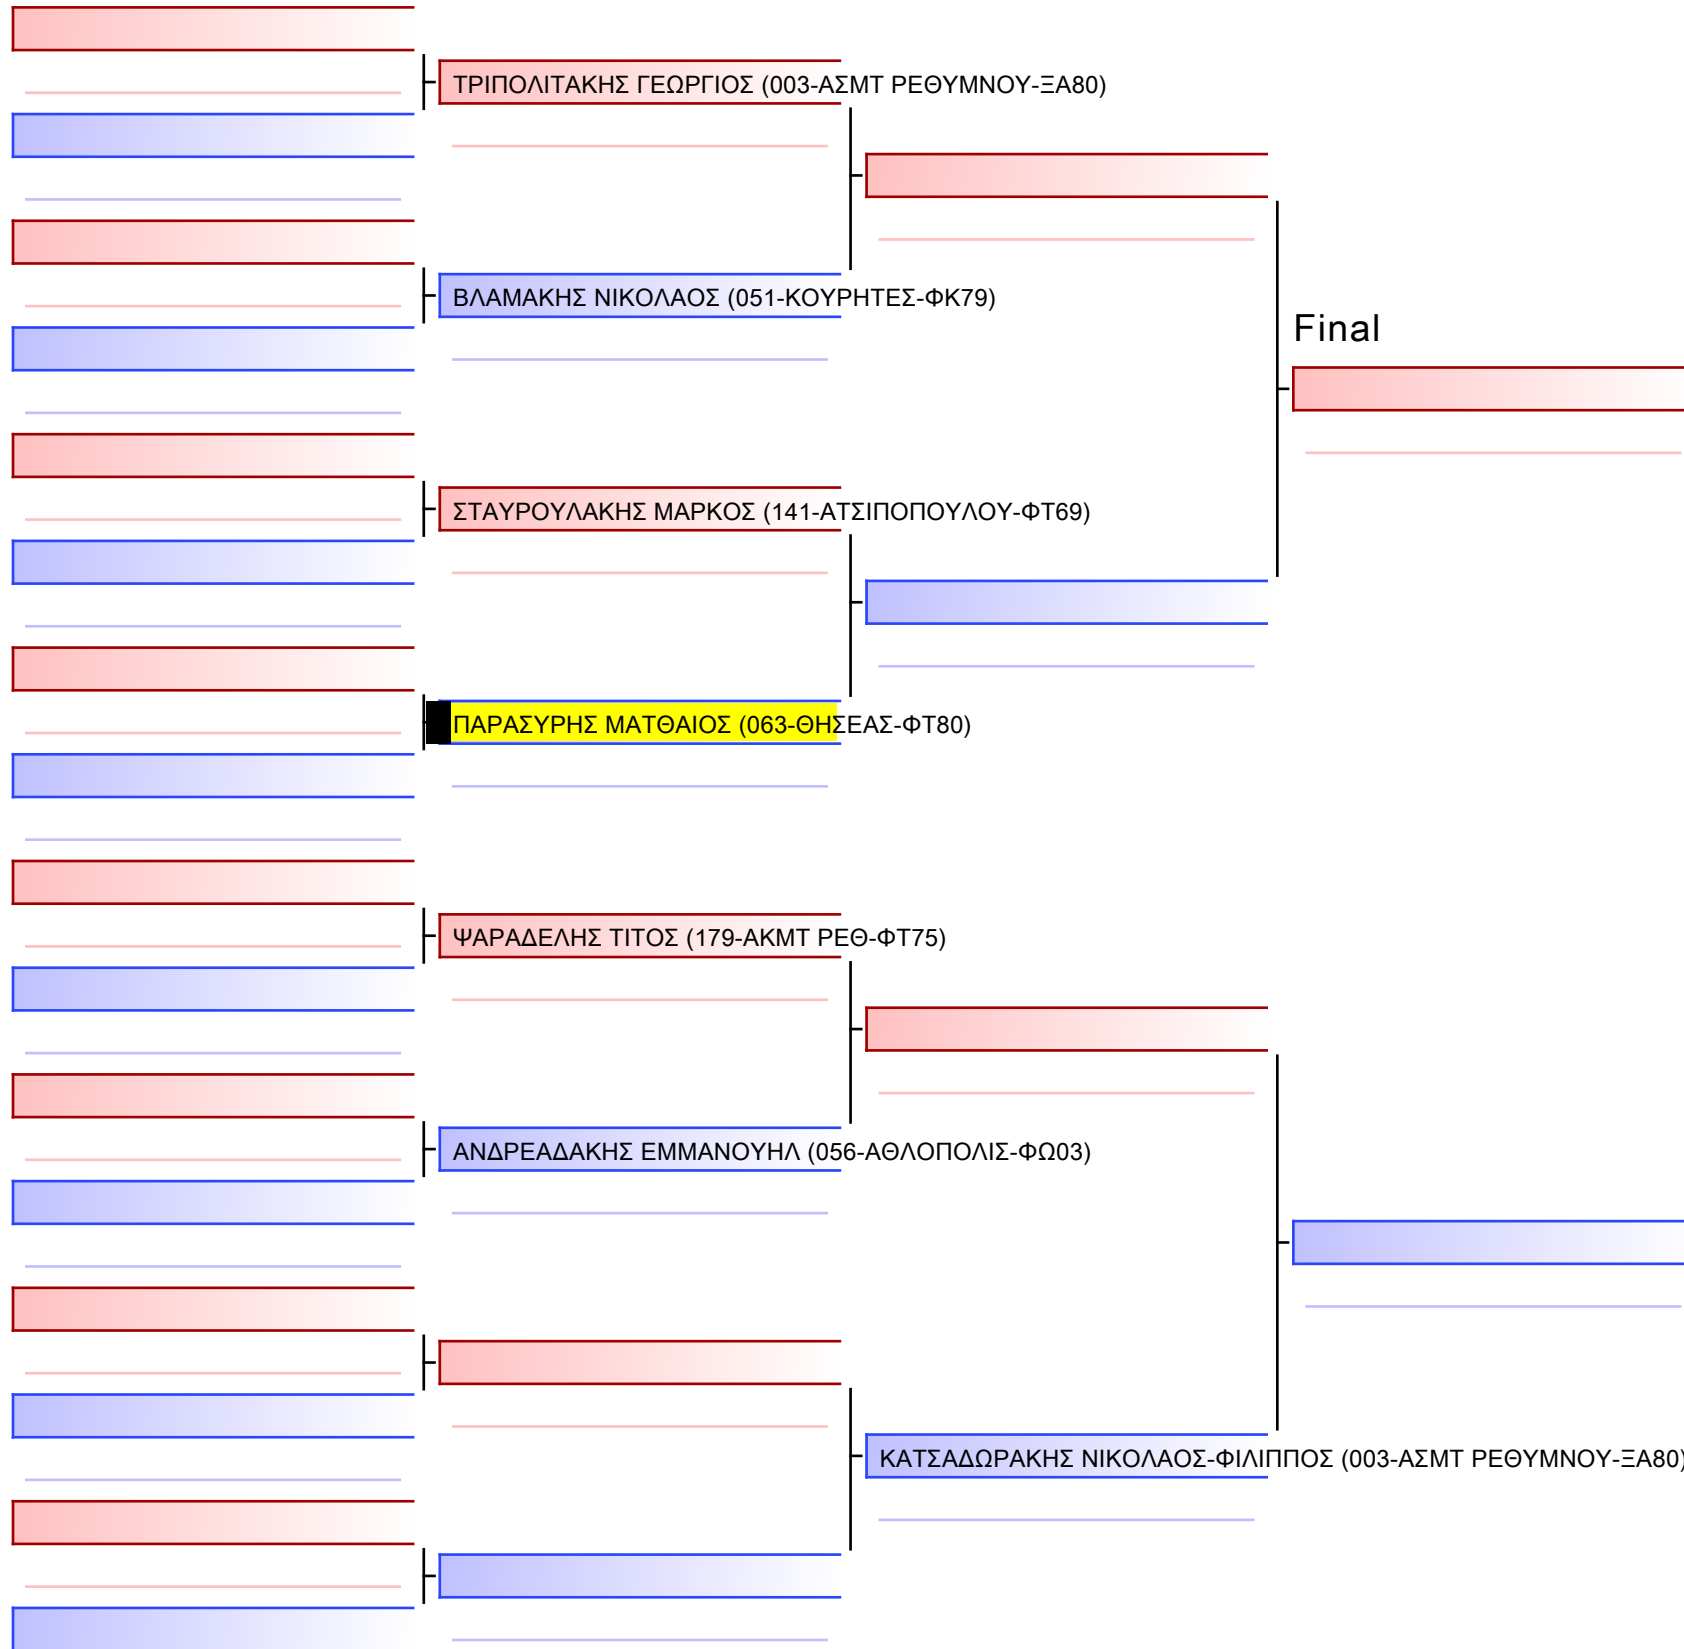 ΤΡΙΠΟΛΙΤΑΚΗΣ ΓΕΩΡΓΙΟΣ (003-ΑΣΜΤ ΡΕΘΥΜΝΟΥ-ΞΑ80)
ΒΛΑΜΑΚΗΣ ΝΙΚΟΛΑΟΣ (051-ΚΟΥΡΗΤΕΣ-ΦΚ79)
Final
ΣΤΑΥΡΟΥΛΑΚΗΣ ΜΑΡΚΟΣ (141-ΑΤΣΙΠΟΠΟΥΛΟΥ-ΦΤ69)
ΠΑΡΑΣΥΡΗΣ ΜΑΤΘΑΙΟΣ (063-ΘΗΣΕΑΣ-ΦΤ80)
ΨΑΡΑΔΕΛΗΣ ΤΙΤΟΣ (179-ΑΚΜΤ ΡΕΘ-ΦΤ75)
ΑΝΔΡΕΑΔΑΚΗΣ ΕΜΜΑΝΟΥΗΛ (056-ΑΘΛΟΠΟΛΙΣ-ΦΩ03)
ΚΑΤΣΑΔΩΡΑΚΗΣ ΝΙΚΟΛΑΟΣ-ΦΙΛΙΠΠΟΣ (003-ΑΣΜΤ ΡΕΘΥΜΝΟΥ-ΞΑ80)